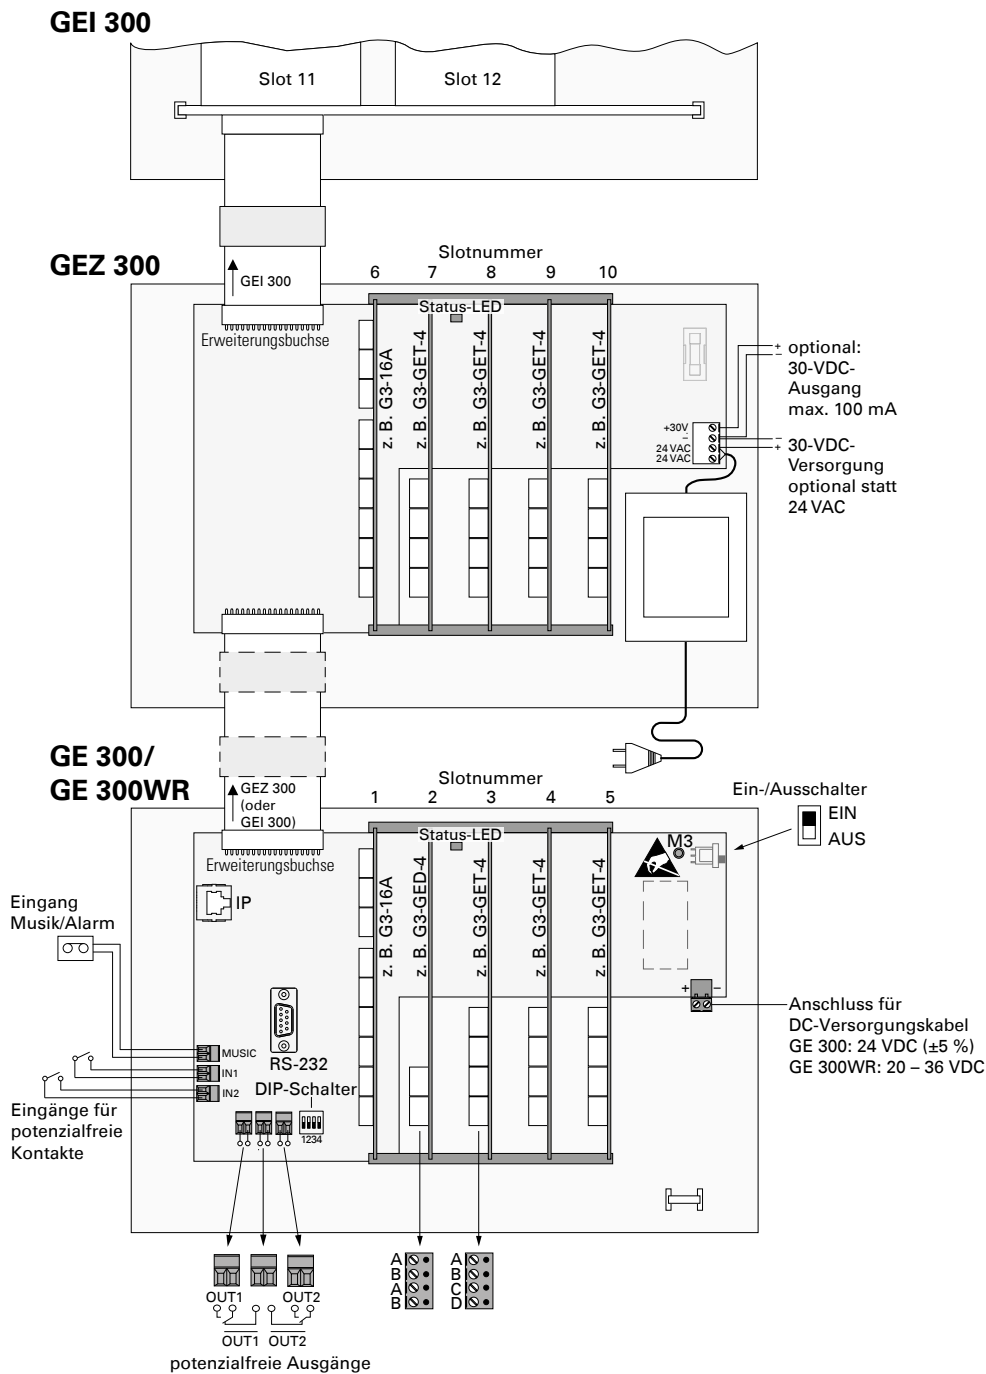 GEI 300
Slot 11
Slot 12
GEZ 300
Slotnummer
6
7
8
9
10
GEI 300
Status-LED
Erweiterungsbuchse
z. B. G3-16A
z. B. G3-GET-4
z. B. G3-GET-4
z. B. G3-GET-4
z. B. G3-GET-4
+
–
optional:
30-VDC-
Ausgang
max. 100 mA
+30V
–
24 VAC
24 VAC
–
+
30-VDC-
Versorgung
optional statt
24 VAC
GE 300/
GE 300WR
Slotnummer
1
2
3
4
5
GEZ 300
(oder
GEI 300)
Status-LED
Erweiterungsbuchse
z. B. G3-16A
z. B. G3-GED-4
z. B. G3-GET-4
z. B. G3-GET-4
z. B. G3-GET-4
M3
Ein-/Ausschalter
EIN
AUS
IP
Eingang
Musik/Alarm
+
–
Anschluss für
DC-Versorgungskabel
GE 300: 24 VDC (±5 %)
GE 300WR: 20 – 36 VDC
RS-232
MUSIC
IN1
IN2
DIP-Schalter
1234
Eingänge für
potenzialfreie
Kontakte
OUT1
OUT2
OUT1
OUT2
potenzialfreie Ausgänge
A
B
A
B
A
B
C
D